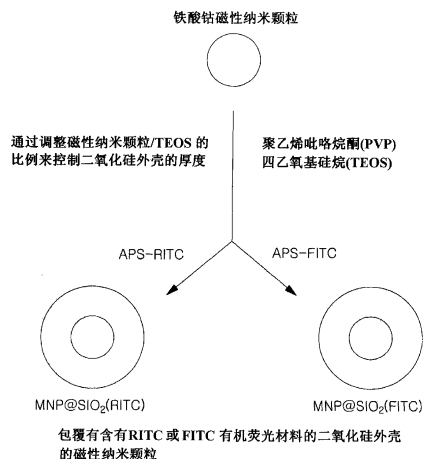 铁酸钴磁性纳米颗粒
通过调整磁性纳米颗粒/TEOS 的
比例来控制二氧化硅外壳的厚度
聚乙烯吡咯烷酮(PVP)
四乙氧基硅烷(TEOS)
APS-RITC
APS-FITC
MNP@SIO₂(RITC)
MNP@SIO₂(FITC)
包覆有含有RITC 或 FITC 有机荧光材料的二氧化硅外壳
的磁性纳米颗粒